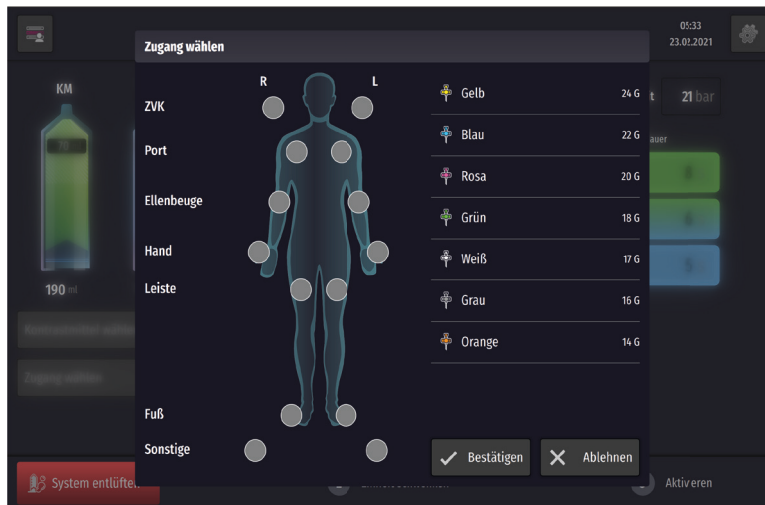 05:33
23.02.2021
Zugang wählen
KM
R L
ZVK
Port
Ellenbeuge
Hand
Leiste
Fuß
Sonstige
Gelb 24 G
Blau 22 G
Rosa 20 G
Grün 18 G
Weiß 17 G
Grau 16 G
Orange 14 G
Bestätigen
Ablehnen
21 bar
190 ml
Zugang wählen
System entlüften
Aktivieren